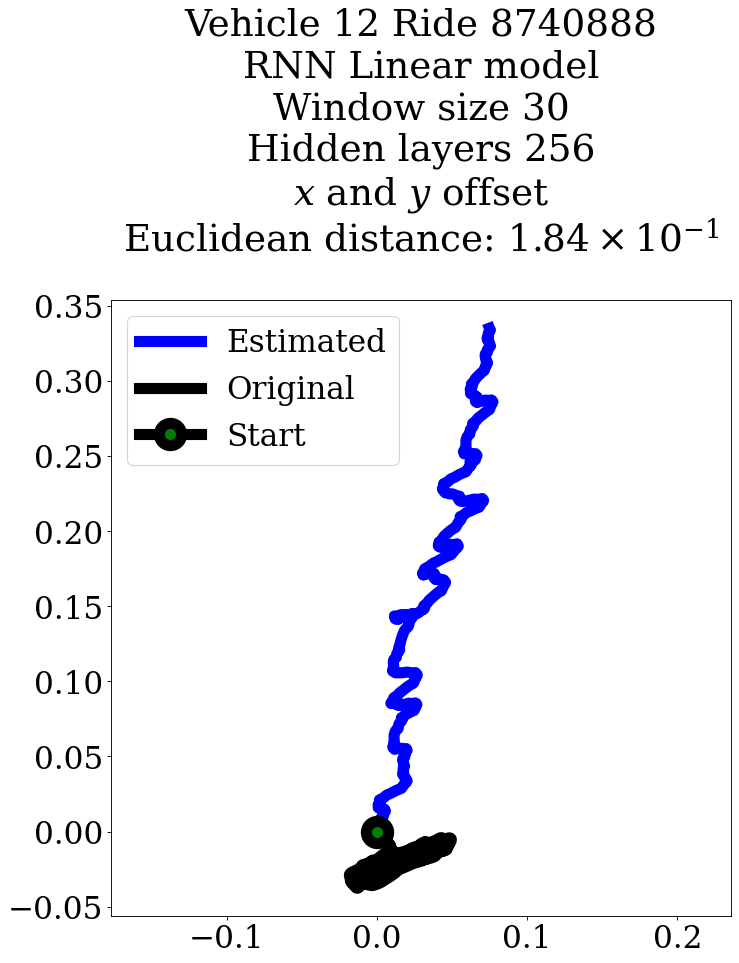 Vehicle 12 Ride 8740888
RNN Linear model
Window size 30
Hidden layers 256
x and y offset
Euclidean distance: 1.84 × 10⁻¹
0.35
0.30
0.25
0.20
0.15
0.10
0.05
0.00
−0.05
Estimated
Original
Start
−0.1
0.0
0.1
0.2